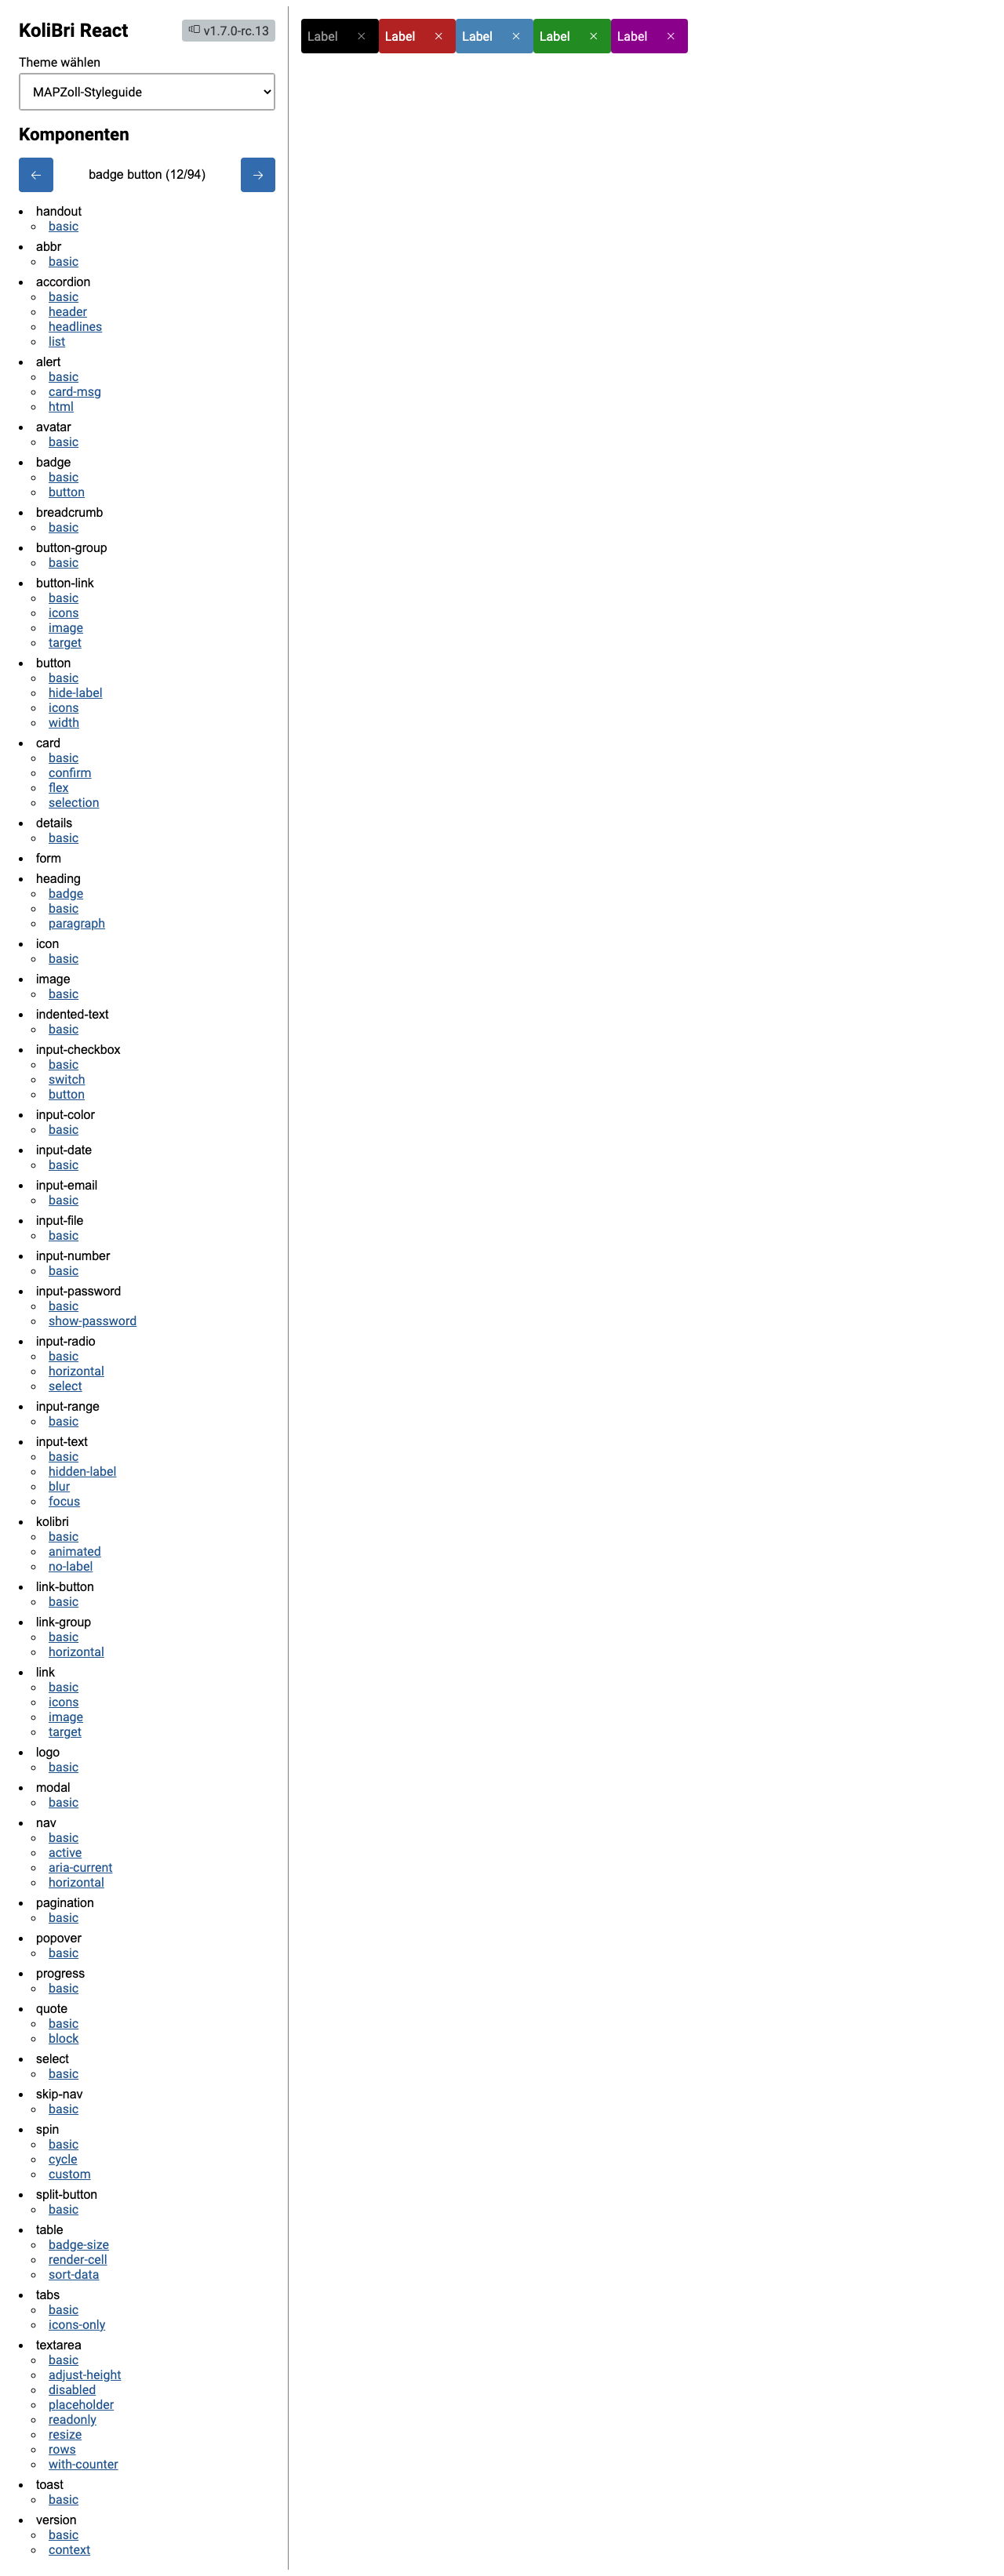 KoliBri React
v1.7.0-rc.13
Theme wählen
MAPZoll-Styleguide
Komponenten
badge button (12/94)
handout
basic
abbr
basic
accordion
basic
header
headlines
list
alert
basic
card-msg
html
avatar
basic
badge
basic
button
breadcrumb
basic
button-group
basic
button-link
basic
icons
image
target
button
basic
hide-label
icons
width
card
basic
confirm
flex
selection
details
basic
form
heading
badge
basic
paragraph
icon
basic
image
basic
indented-text
basic
input-checkbox
basic
switch
button
input-color
basic
input-date
basic
input-email
basic
input-file
basic
input-number
basic
input-password
basic
show-password
input-radio
basic
horizontal
select
input-range
basic
input-text
basic
hidden-label
blur
focus
kolibri
basic
animated
no-label
link-button
basic
link-group
basic
horizontal
link
basic
icons
image
target
logo
basic
modal
basic
nav
basic
active
aria-current
horizontal
pagination
basic
popover
basic
progress
basic
quote
basic
block
select
basic
skip-nav
basic
spin
basic
cycle
custom
split-button
basic
table
badge-size
render-cell
sort-data
tabs
basic
icons-only
textarea
basic
adjust-height
disabled
placeholder
readonly
resize
rows
with-counter
toast
basic
version
basic
context
Label Label Label Label Label